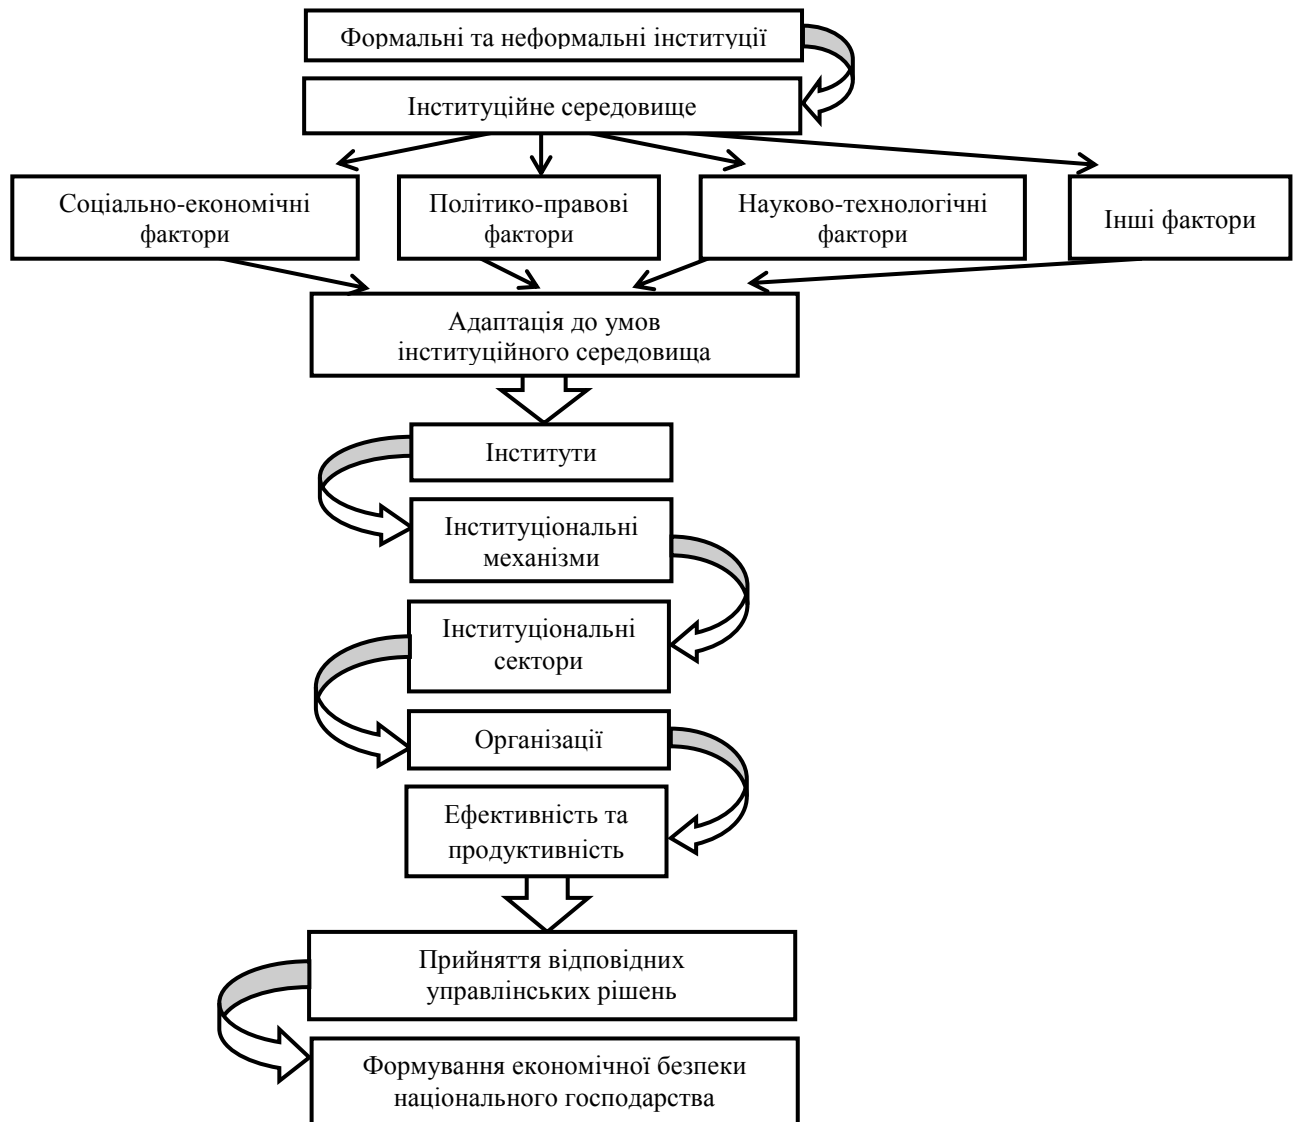 Формальні та неформальні інституції
Інституційне середовище
Соціально-економічні
фактори
Політико-правові
фактори
Науково-технологічні
фактори
Інші фактори
Адаптація до умов
інституційного середовища
Інститути
Інституціональні
механізми
Інституціональні
сектори
Організації
Ефективність та
продуктивність
Прийняття відповідних
управлінських рішень
Формування економічної безпеки
національного господарства